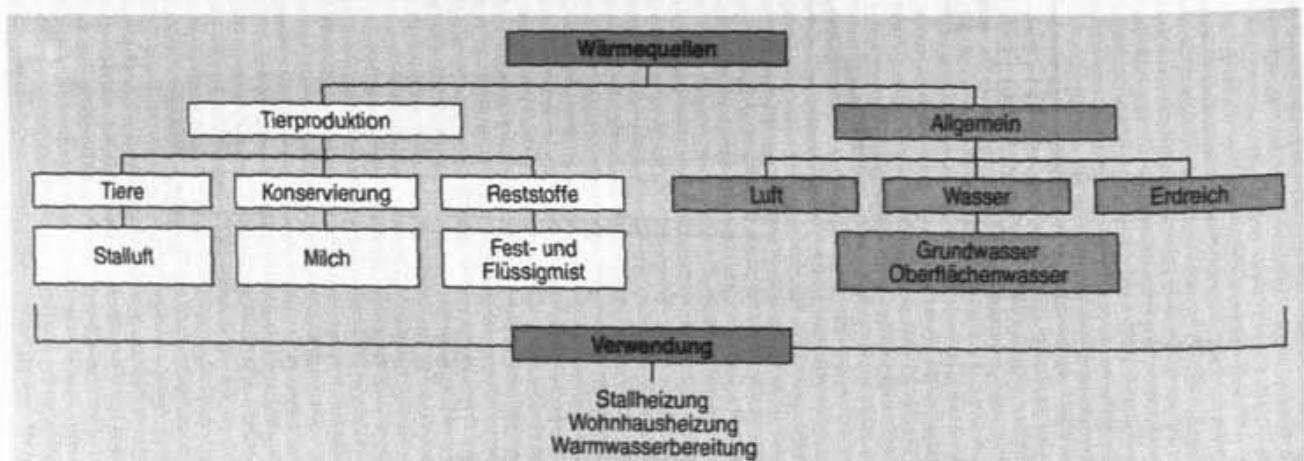 Wärmequellen
Tierproduktion
Allgemein
Tiere
Konservierung
Reststoffe
Luft
Wasser
Erdreich
Stalluft
Milch
Fest- und
Flüssigmist
Grundwasser
Oberflächenwasser
Verwendung
Stallheizung
Wohnhausheizung
Warmwasserbereitung